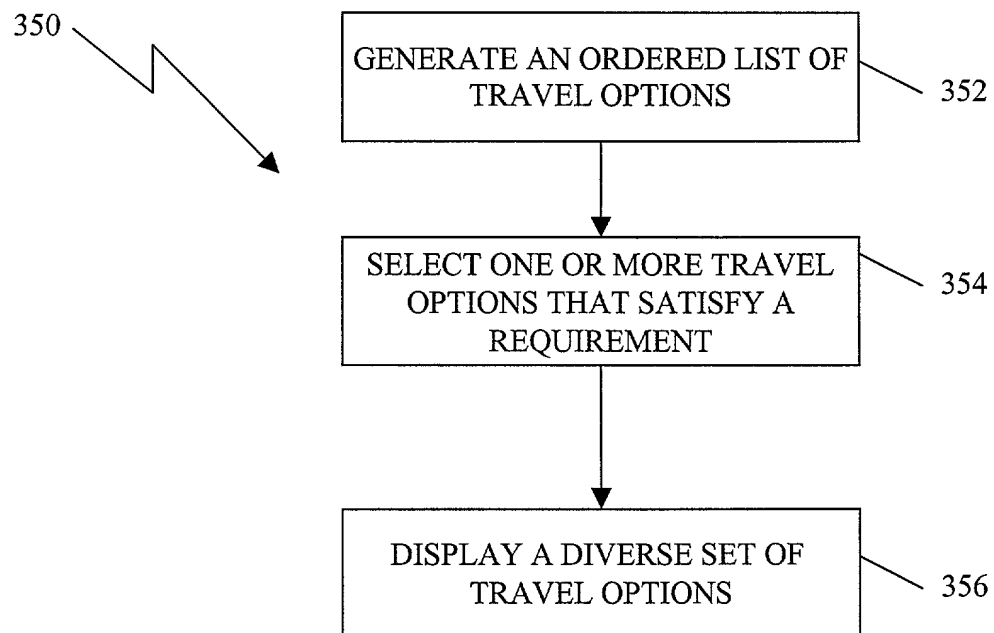 350
GENERATE AN ORDERED LIST OF
TRAVEL OPTIONS
352
SELECT ONE OR MORE TRAVEL
OPTIONS THAT SATISFY A
REQUIREMENT
354
DISPLAY A DIVERSE SET OF
TRAVEL OPTIONS
356